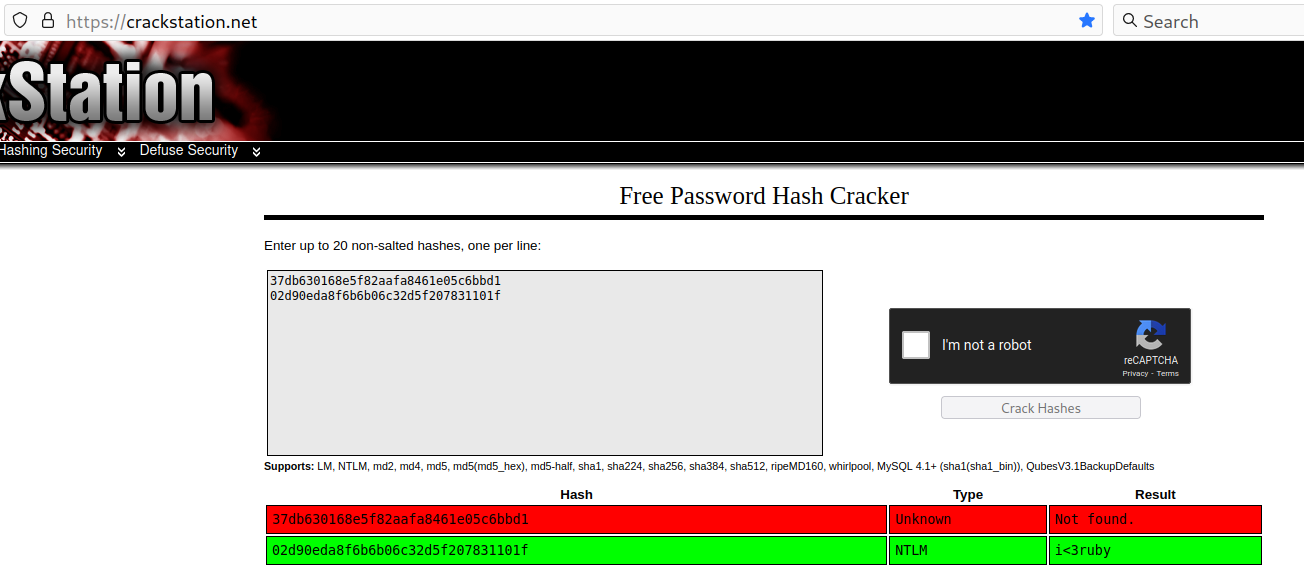 https://crackstation.net
Search
Station
Hashing Security Defuse Security
Free Password Hash Cracker
Enter up to 20 non-salted hashes, one per line:
37db630168e5f82aafa8461e05c6bbd1
02d90eda8f6b6b06c32d5f207831101f
I'm not a robot
reCAPTCHA
Privacy - Terms
Crack Hashes
Supports: LM, NTLM, md2, md4, md5, md5(md5_hex), md5-half, sha1, sha224, sha256, sha384, sha512, ripeMD160, whirlpool, MySQL 4.1+ (sha1(sha1_bin)), QubesV3.1BackupDefaults
Hash Type Result
37db630168e5f82aafa8461e05c6bbd1 Unknown Not found.
02d90eda8f6b6b06c32d5f207831101f NTLM i<3ruby